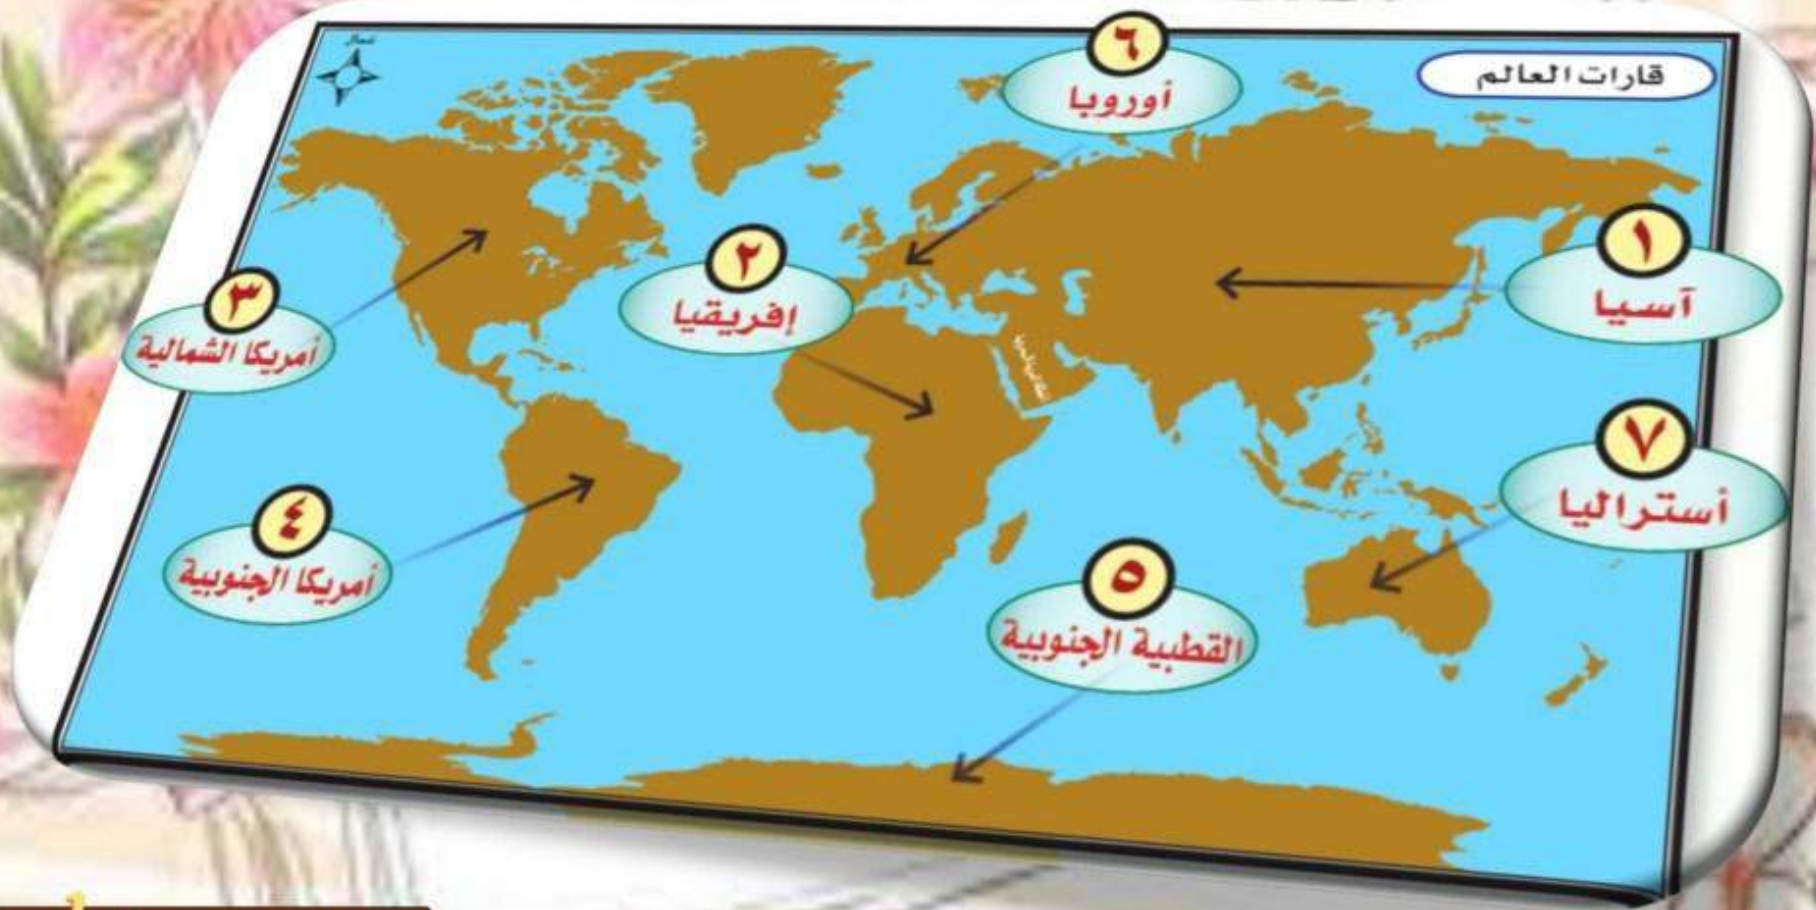 قارات العالم
شمال
١
آسيا
٢
إفريقيا
٣
أمريكا الشمالية
٤
أمريكا الجنوبية
٥
القطبية الجنوبية
٦
أوروبا
٧
أستراليا